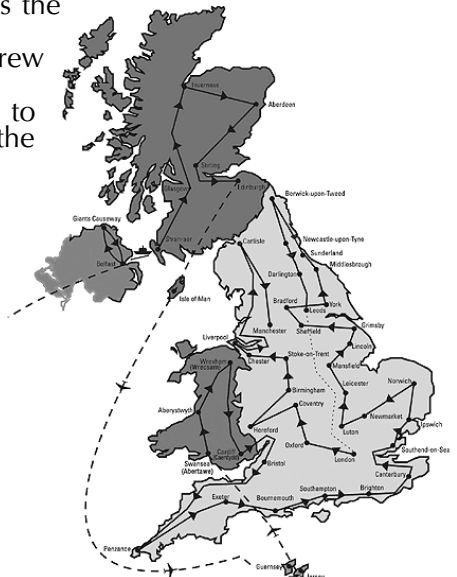 s the
rew
to
the
Inverness
Aberdeen
Stirling
Glasgow
Edinburgh
Berwick-upon-Tweed
Giants Causeway
Stranraer
Carlisle
Newcastle-upon-Tyne
Sunderland
Belfast
Darlington
Middlesbrough
Isle of Man
Bradford
York
Leeds
Manchester
Sheffield
Grimsby
Liverpool
Lincoln
Chester
Stoke-on-Trent
Wrexham
(Wrecsam)
Mansfield
Leicester
Norwich
Birmingham
Aberystwyth
Coventry
Newmarket
Hereford
Luton
Ipswich
Oxford
Cardiff
Southend-on-Sea
London
Swansea
(Abertawe)
Bristol
Canterbury
Southampton
Brighton
Exeter
Bournemouth
Penzance
Guernsey
Jersey